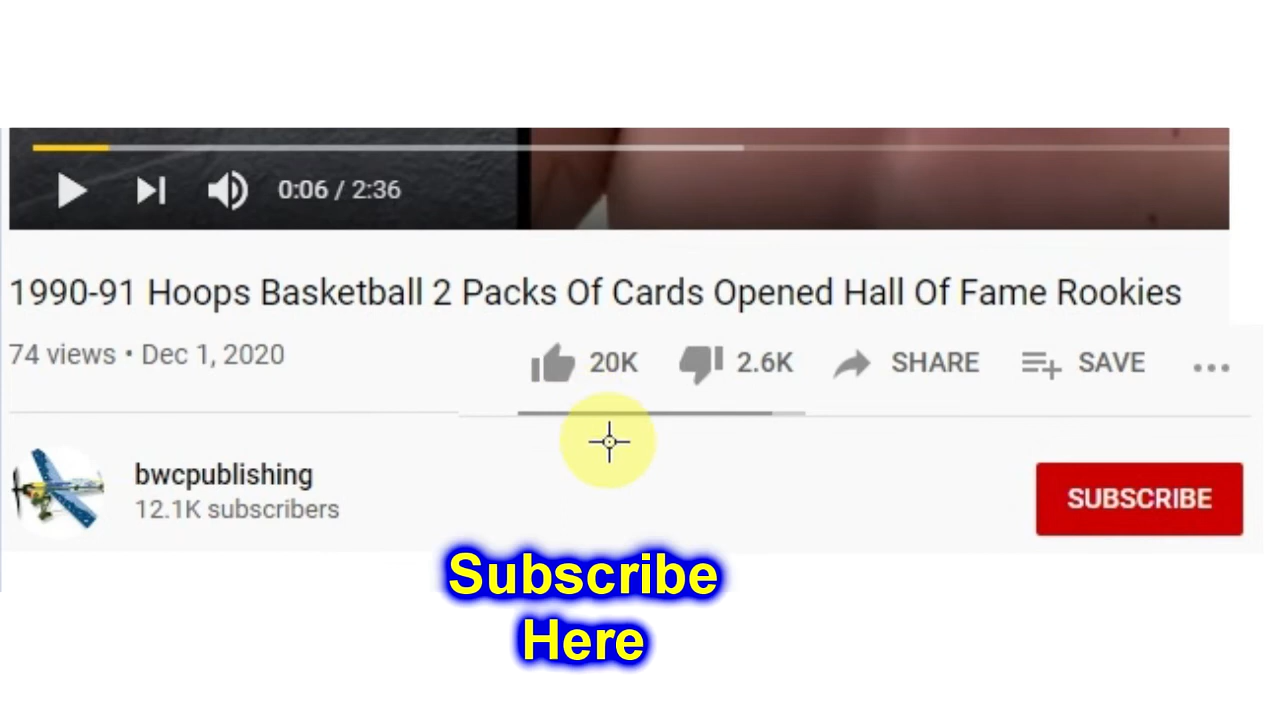 0:06 / 2:36
1990-91 Hoops Basketball 2 Packs Of Cards Opened Hall Of Fame Rookies
74 views • Dec 1, 2020
20K 2.6K SHARE SAVE
bwcpublishing
12.1K subscribers
SUBSCRIBE
Subscribe
Here